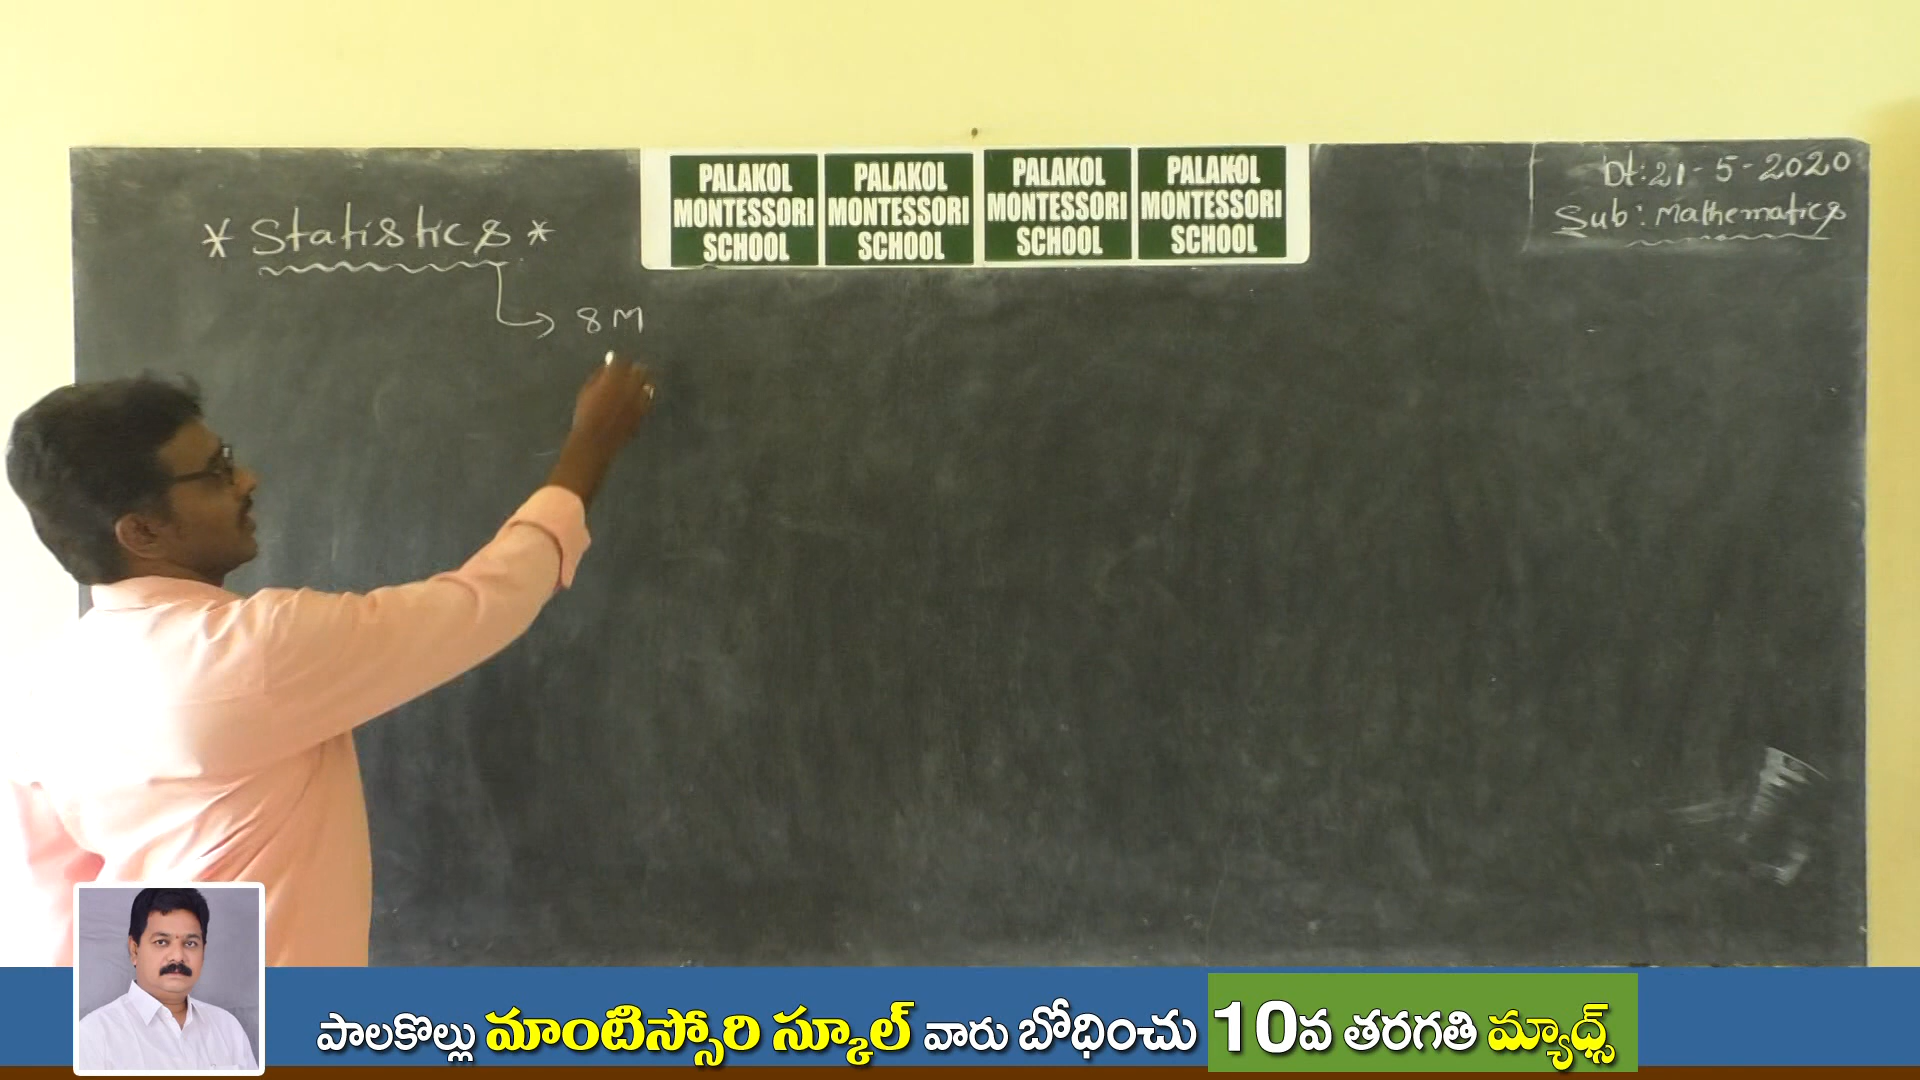 PALAKOL MONTESSORI SCHOOL
PALAKOL MONTESSORI SCHOOL
PALAKOL MONTESSORI SCHOOL
PALAKOL MONTESSORI SCHOOL
Dt: 21-5-2020
Sub: Mathematics
* Statistics *
8 M
పాలకొల్లు మాంటిస్సోరి స్కూల్ వారు బోధించు 10వ తరగతి మ్యాధ్స్